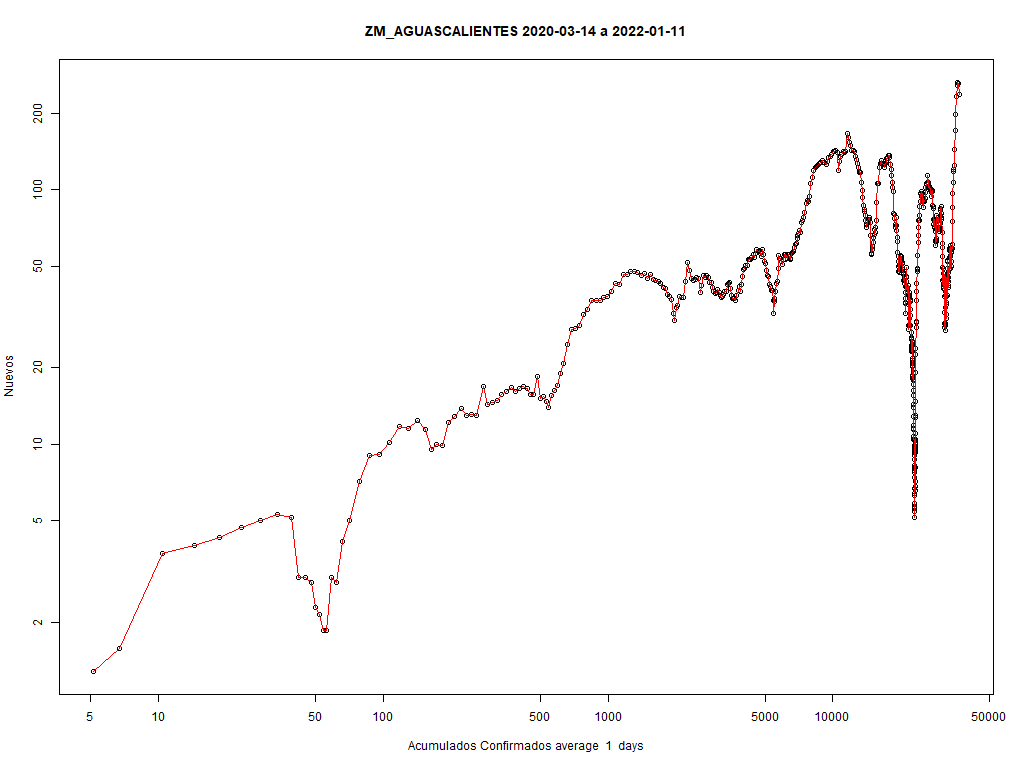 ZM_AGUASCALIENTES 2020-03-14 a 2022-01-11
200
100
50
20
10
5
2
Nuevos
5 10 50 100 500 1000 5000 10000 50000
Acumulados Confirmados average 1 days